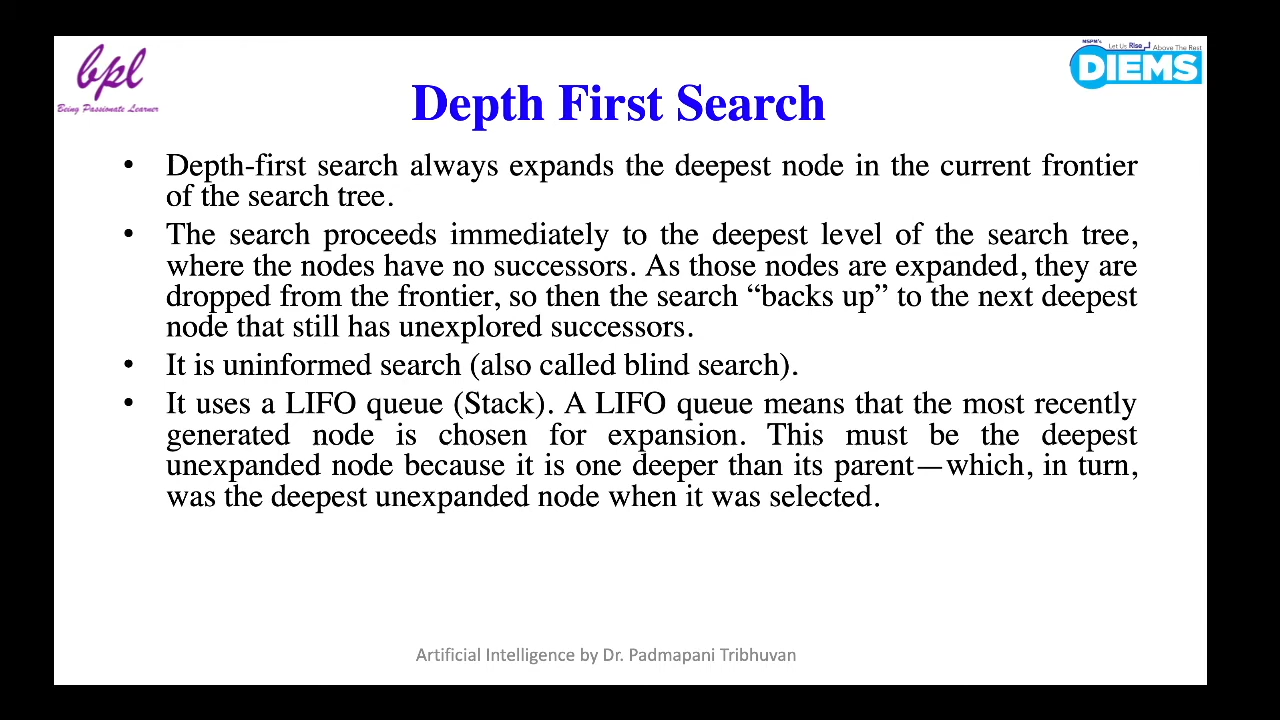 bpl
Being Passionate Learner
MSPM's
Let Us Rise Above The Rest
DIEMS
Depth First Search
• Depth-first search always expands the deepest node in the current frontier
of the search tree.
• The search proceeds immediately to the deepest level of the search tree,
where the nodes have no successors. As those nodes are expanded, they are
dropped from the frontier, so then the search “backs up” to the next deepest
node that still has unexplored successors.
• It is uninformed search (also called blind search).
• It uses a LIFO queue (Stack). A LIFO queue means that the most recently
generated node is chosen for expansion. This must be the deepest
unexpanded node because it is one deeper than its parent—which, in turn,
was the deepest unexpanded node when it was selected.
Artificial Intelligence by Dr. Padmapani Tribhuvan